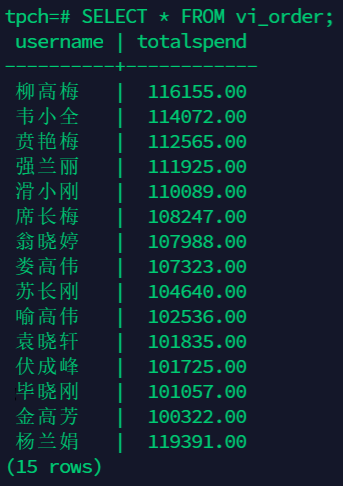 tpch=# SELECT * FROM vi_order;
 username | totalspend
----------+------------
 柳高梅   |  116155.00
 韦小全   |  114072.00
 贲艳梅   |  112565.00
 强兰丽   |  111925.00
 滑小刚   |  110089.00
 席长梅   |  108247.00
 翁晓婷   |  107988.00
 娄高伟   |  107323.00
 苏长刚   |  104640.00
 喻高伟   |  102536.00
 袁晓轩   |  101835.00
 伏成峰   |  101725.00
 毕晓刚   |  101057.00
 金高芳   |  100322.00
 杨兰娟   |  119391.00
(15 rows)